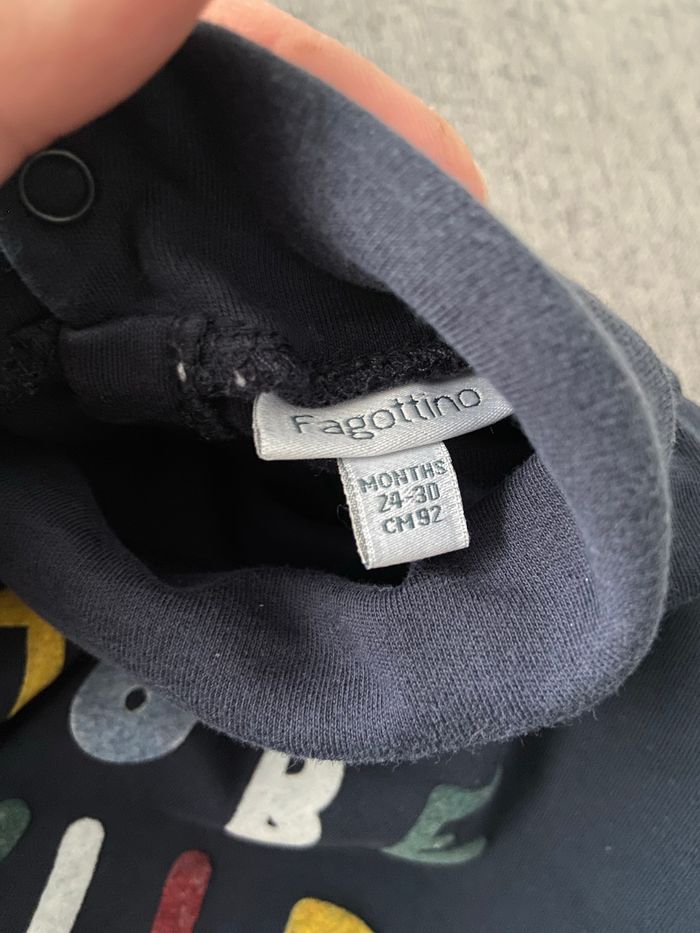 Fagottino
MONTHS
24-30
CM 92
O B E